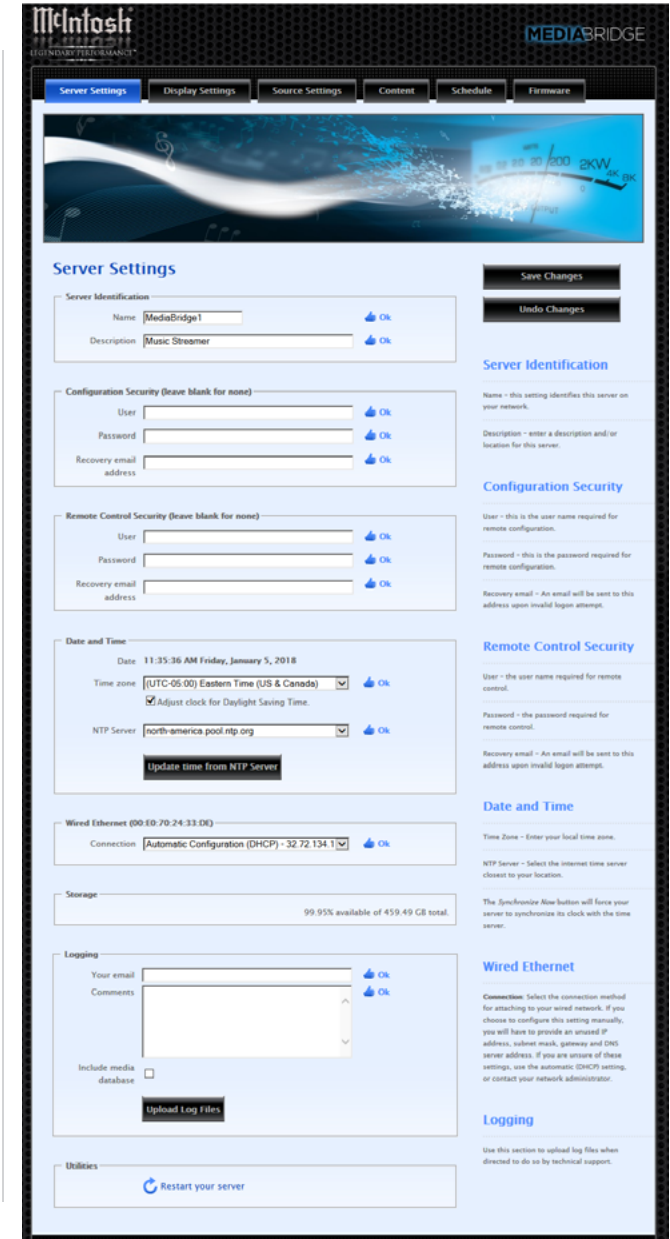 McIntosh
LEGENDARY PERFORMANCE™
MEDIABRIDGE
Server Settings
Display Settings
Source Settings
Content
Schedule
Firmware
200 2KW
4K 8K
Server Settings
Server Identification
Name MediaBridge1 Ok
Description Music Streamer Ok
Configuration Security (leave blank for none)
User Ok
Password Ok
Recovery email Ok
address
Remote Control Security (leave blank for none)
User Ok
Password Ok
Recovery email Ok
address
Date and Time
Date 11:35:36 AM Friday, January 5, 2018
Time zone (UTC-05:00) Eastern Time (US & Canada) Ok
Adjust clock for Daylight Saving Time.
NTP Server north-america.pool.ntp.org Ok
Update time from NTP Server
Wired Ethernet (00:E0:70:24:33:DE)
Connection Automatic Configuration (DHCP) - 32.72.134.1 Ok
Storage
99.95% available of 459.49 GB total.
Logging
Your email Ok
Comments Ok
Include media
database
Upload Log Files
Utilities
Restart your server
Save Changes
Undo Changes
Server Identification
Name - this setting identifies this server on
your network.
Description - enter a description and/or
location for this server.
Configuration Security
User - this is the user name required for
remote configuration.
Password - this is the password required for
remote configuration.
Recovery email - An email will be sent to this
address upon invalid logon attempt.
Remote Control Security
User - the user name required for remote
control.
Password - the password required for
remote control.
Recovery email - An email will be sent to this
address upon invalid logon attempt.
Date and Time
Time Zone - Enter your local time zone.
NTP Server - Select the internet time server
closest to your location.
The Synchronize Now button will force your
server to synchronize its clock with the time
server.
Wired Ethernet
Connection: Select the connection method
for attaching to your wired network. If you
choose to configure this setting manually,
you will have to provide an unused IP
address, subnet mask, gateway and DNS
server address. If you are unsure of these
settings, use the automatic (DHCP) setting,
or contact your network administrator.
Logging
Use this section to upload log files when
directed to do so by technical support.